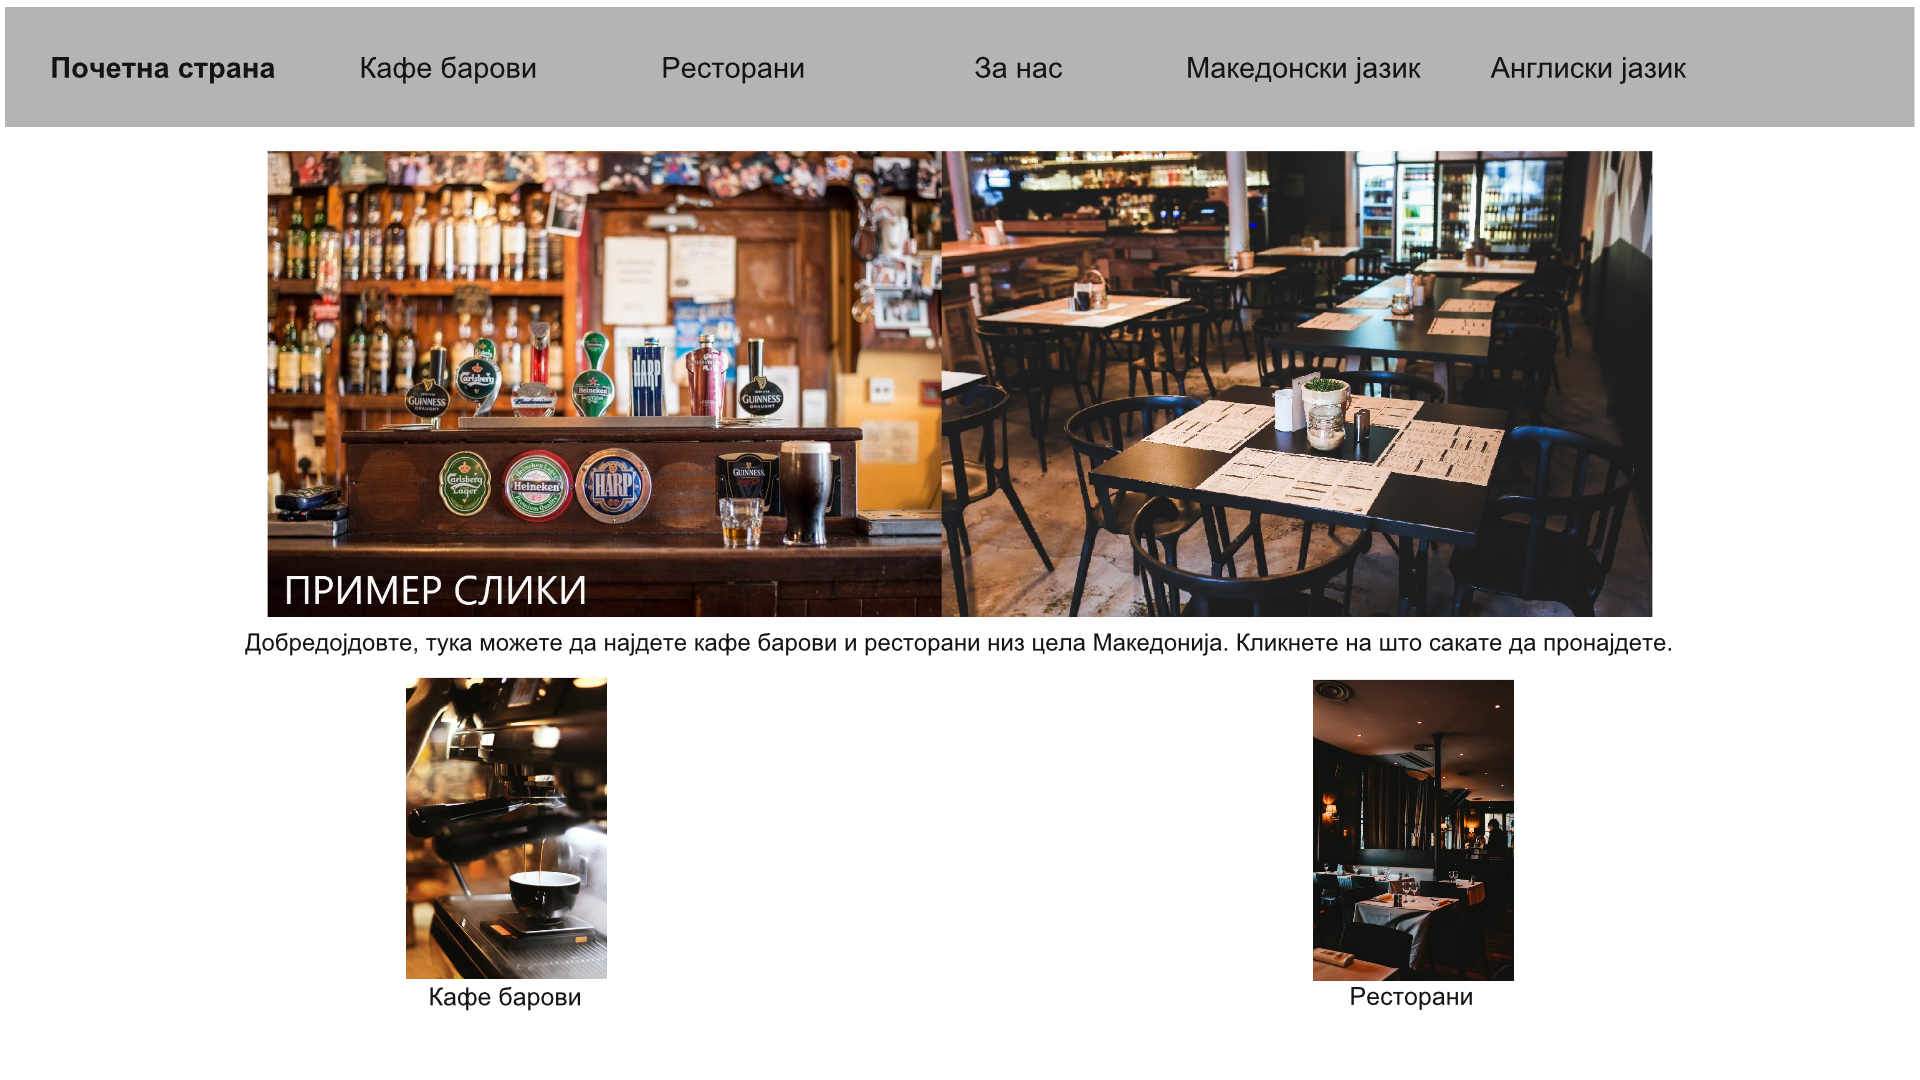 Почетна страна
Кафе барови
Ресторани
За нас
Македонски јазик
Англиски јазик
GUINNESS
DRAUGHT
Carlsberg
Budweiser
Heineken
HARP
GUINNESS
DRAUGHT
Carlsberg
Lager
Heineken
HARP
GUINNESS
ПРИМЕР СЛИКИ
Добредојдовте, тука можете да најдете кафе барови и ресторани низ цела Македонија. Кликнете на што сакате да пронајдете.
Кафе барови
Ресторани